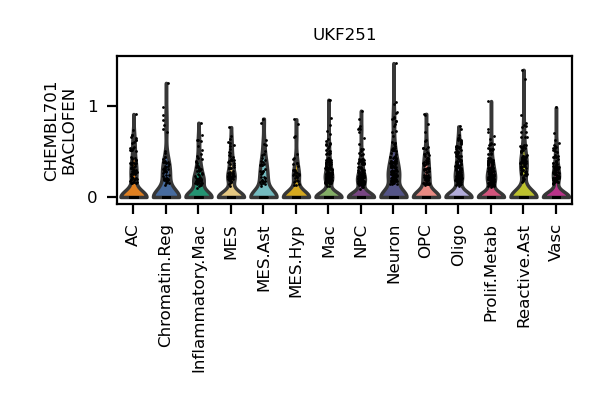 UKF251
CHEMBL701
BACLOFEN
1
0
AC
Chromatin.Reg
Inflammatory.Mac
MES
MES.Ast
MES.Hyp
Mac
NPC
Neuron
OPC
Oligo
Prolif.Metab
Reactive.Ast
Vasc